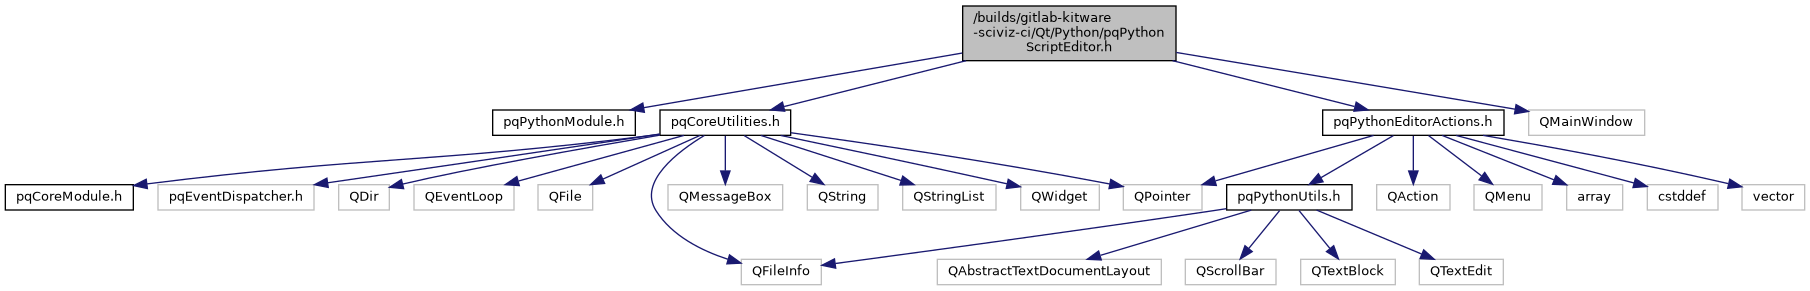 /builds/gitlab-kitware
-sciviz-ci/Qt/Python/pqPython
ScriptEditor.h
pqPythonModule.h
pqCoreUtilities.h
pqPythonEditorActions.h
QMainWindow
pqCoreModule.h
pqEventDispatcher.h
QDir
QEventLoop
QFile
QMessageBox
QString
QStringList
QWidget
QPointer
pqPythonUtils.h
QAction
QMenu
array
cstddef
vector
QFileInfo
QAbstractTextDocumentLayout
QScrollBar
QTextBlock
QTextEdit